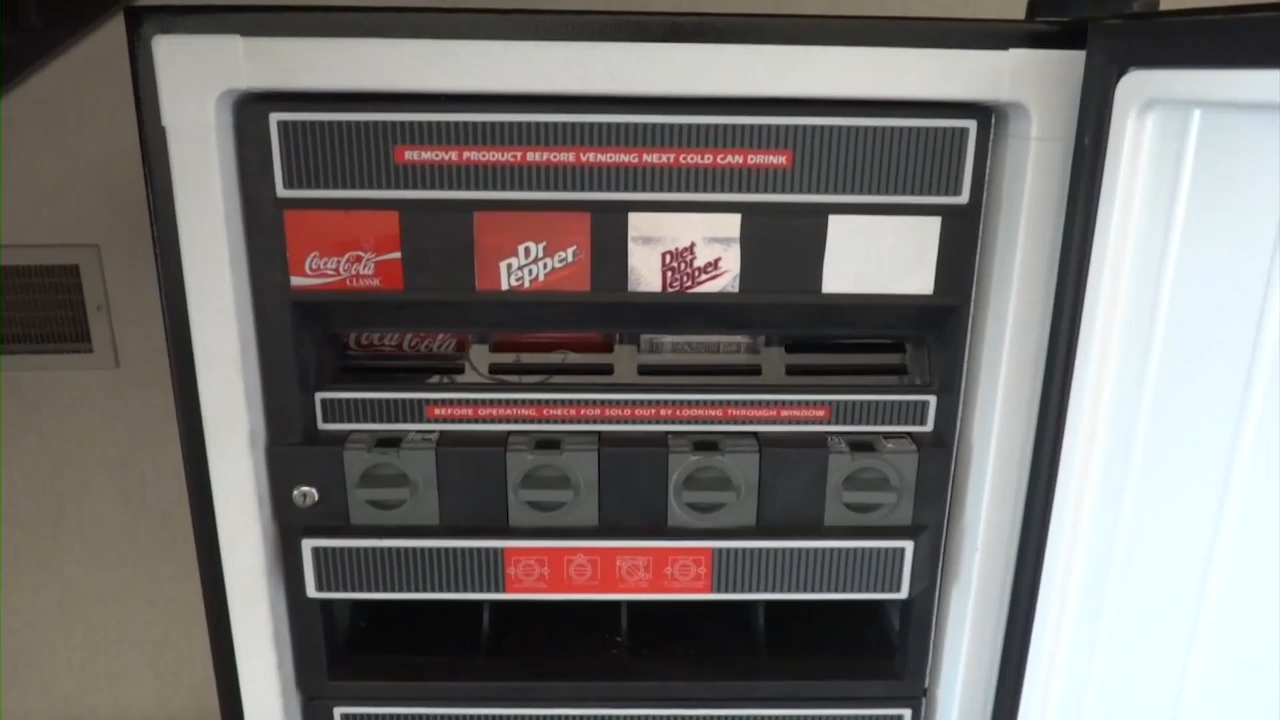 REMOVE PRODUCT BEFORE VENDING NEXT COLD CAN DRINK
Coca-Cola
CLASSIC
Dr
Pepper
Diet
Dr
Pepper
Coca-Cola
BEFORE OPERATING, CHECK FOR SOLD OUT BY LOOKING THROUGH WINDOW